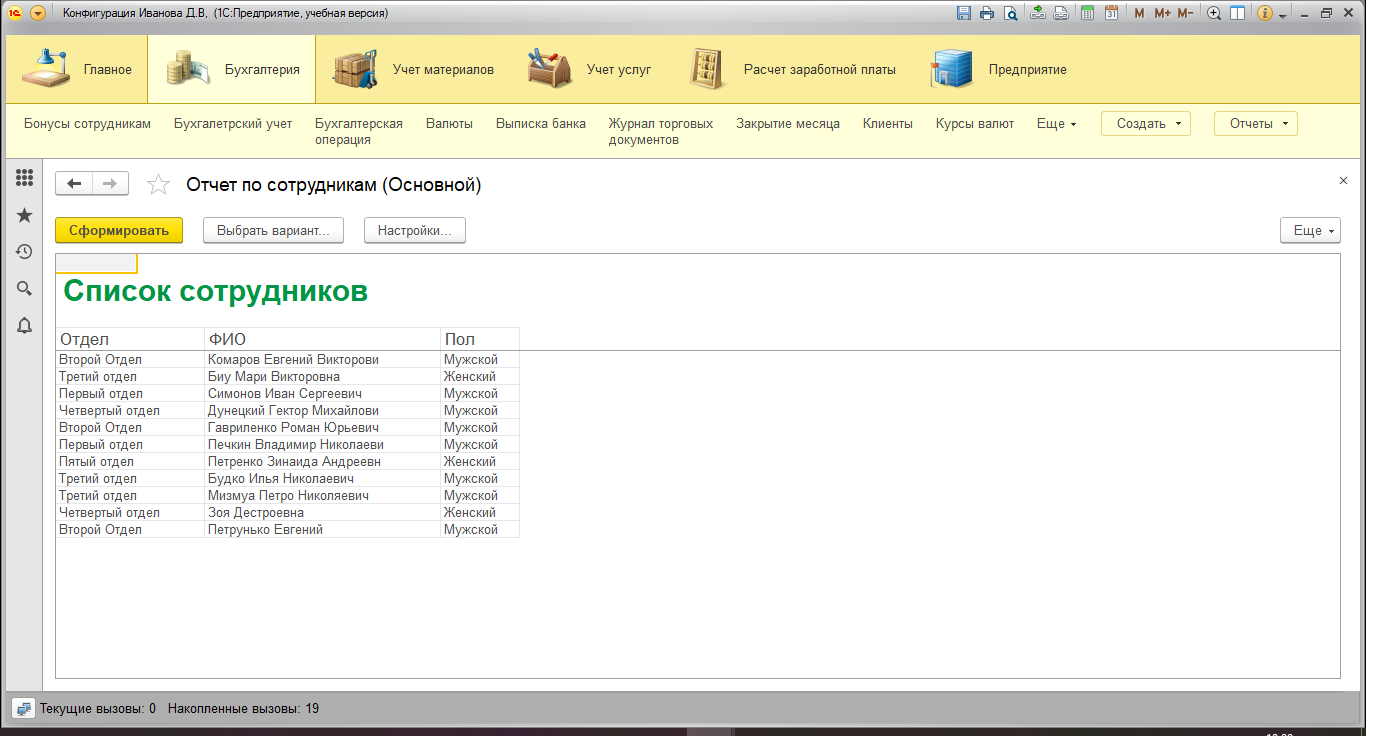 Конфигурация Иванова Д.В, (1С:Предприятие, учебная версия)
M M+ M-
Главное Бухгалтерия Учет материалов Учет услуг Расчет заработной платы Предприятие
Бонусы сотрудникам Бухгалетрский учет Бухгалтерская операция Валюты Выписка банка Журнал торговых документов Закрытие месяца Клиенты Курсы валют Еще Создать Отчеты
Отчет по сотрудникам (Основной)
Сформировать Выбрать вариант... Настройки... Еще
Список сотрудников
Отдел ФИО Пол
Второй Отдел Комаров Евгений Викторови Мужской
Третий отдел Биу Мари Викторовна Женский
Первый отдел Симонов Иван Сергеевич Мужской
Четвертый отдел Дунецкий Гектор Михайлови Мужской
Второй Отдел Гавриленко Роман Юрьевич Мужской
Первый отдел Печкин Владимир Николаеви Мужской
Пятый отдел Петренко Зинаида Андреевн Женский
Третий отдел Будко Илья Николаевич Мужской
Третий отдел Мизмуа Петро Николяевич Мужской
Четвертый отдел Зоя Дестроевна Женский
Второй Отдел Петрунько Евгений Мужской
Текущие вызовы: 0 Накопленные вызовы: 19